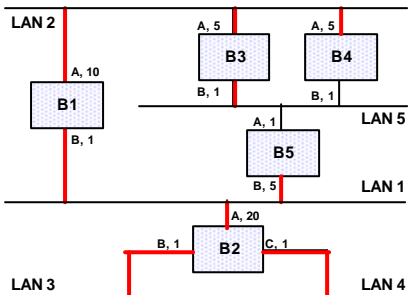 LAN 2
A, 5
A, 5
B3
B4
A, 10
B1
B, 1
B, 1
LAN 5
B, 1
A, 1
B5
LAN 1
B, 5
A, 20
B, 1
B2
C, 1
LAN 3
LAN 4